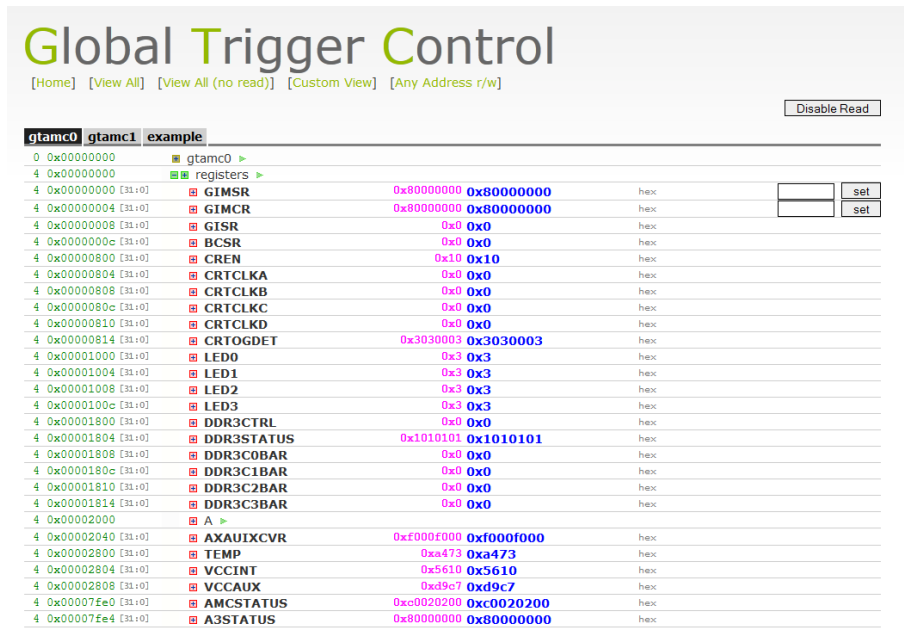 Global Trigger Control
[Home] [View All] [View All (no read)] [Custom View] [Any Address r/w]
Disable Read
gtamc0 gtamc1 example
0 0x00000000 gtamc0
4 0x00000000 registers
4 0x00000000 [31:0] GIMSR 0x80000000 0x80000000 hex set
4 0x00000004 [31:0] GIMCR 0x80000000 0x80000000 hex set
4 0x00000008 [31:0] GISR 0x0 0x0 hex
4 0x0000000c [31:0] BCSR 0x0 0x0 hex
4 0x00000800 [31:0] CREN 0x10 0x10 hex
4 0x00000804 [31:0] CRTCLKA 0x0 0x0 hex
4 0x00000808 [31:0] CRTCLKB 0x0 0x0 hex
4 0x0000080c [31:0] CRTCLKC 0x0 0x0 hex
4 0x00000810 [31:0] CRTCLKD 0x0 0x0 hex
4 0x00000814 [31:0] CRTOGDET 0x3030003 0x3030003 hex
4 0x00001000 [31:0] LED0 0x3 0x3 hex
4 0x00001004 [31:0] LED1 0x3 0x3 hex
4 0x00001008 [31:0] LED2 0x3 0x3 hex
4 0x0000100c [31:0] LED3 0x3 0x3 hex
4 0x00001800 [31:0] DDR3CTRL 0x0 0x0 hex
4 0x00001804 [31:0] DDR3STATUS 0x1010101 0x1010101 hex
4 0x00001808 [31:0] DDR3C0BAR 0x0 0x0 hex
4 0x0000180c [31:0] DDR3C1BAR 0x0 0x0 hex
4 0x00001810 [31:0] DDR3C2BAR 0x0 0x0 hex
4 0x00001814 [31:0] DDR3C3BAR 0x0 0x0 hex
4 0x00002000 A
4 0x00002040 [31:0] AXAUIXCVR 0xf000f000 0xf000f000 hex
4 0x00002800 [31:0] TEMP 0xa473 0xa473 hex
4 0x00002804 [31:0] VCCINT 0x5610 0x5610 hex
4 0x00002808 [31:0] VCCAUX 0xd9c7 0xd9c7 hex
4 0x00007fe0 [31:0] AMCSTATUS 0xc0020200 0xc0020200 hex
4 0x00007fe4 [31:0] A3STATUS 0x80000000 0x80000000 hex